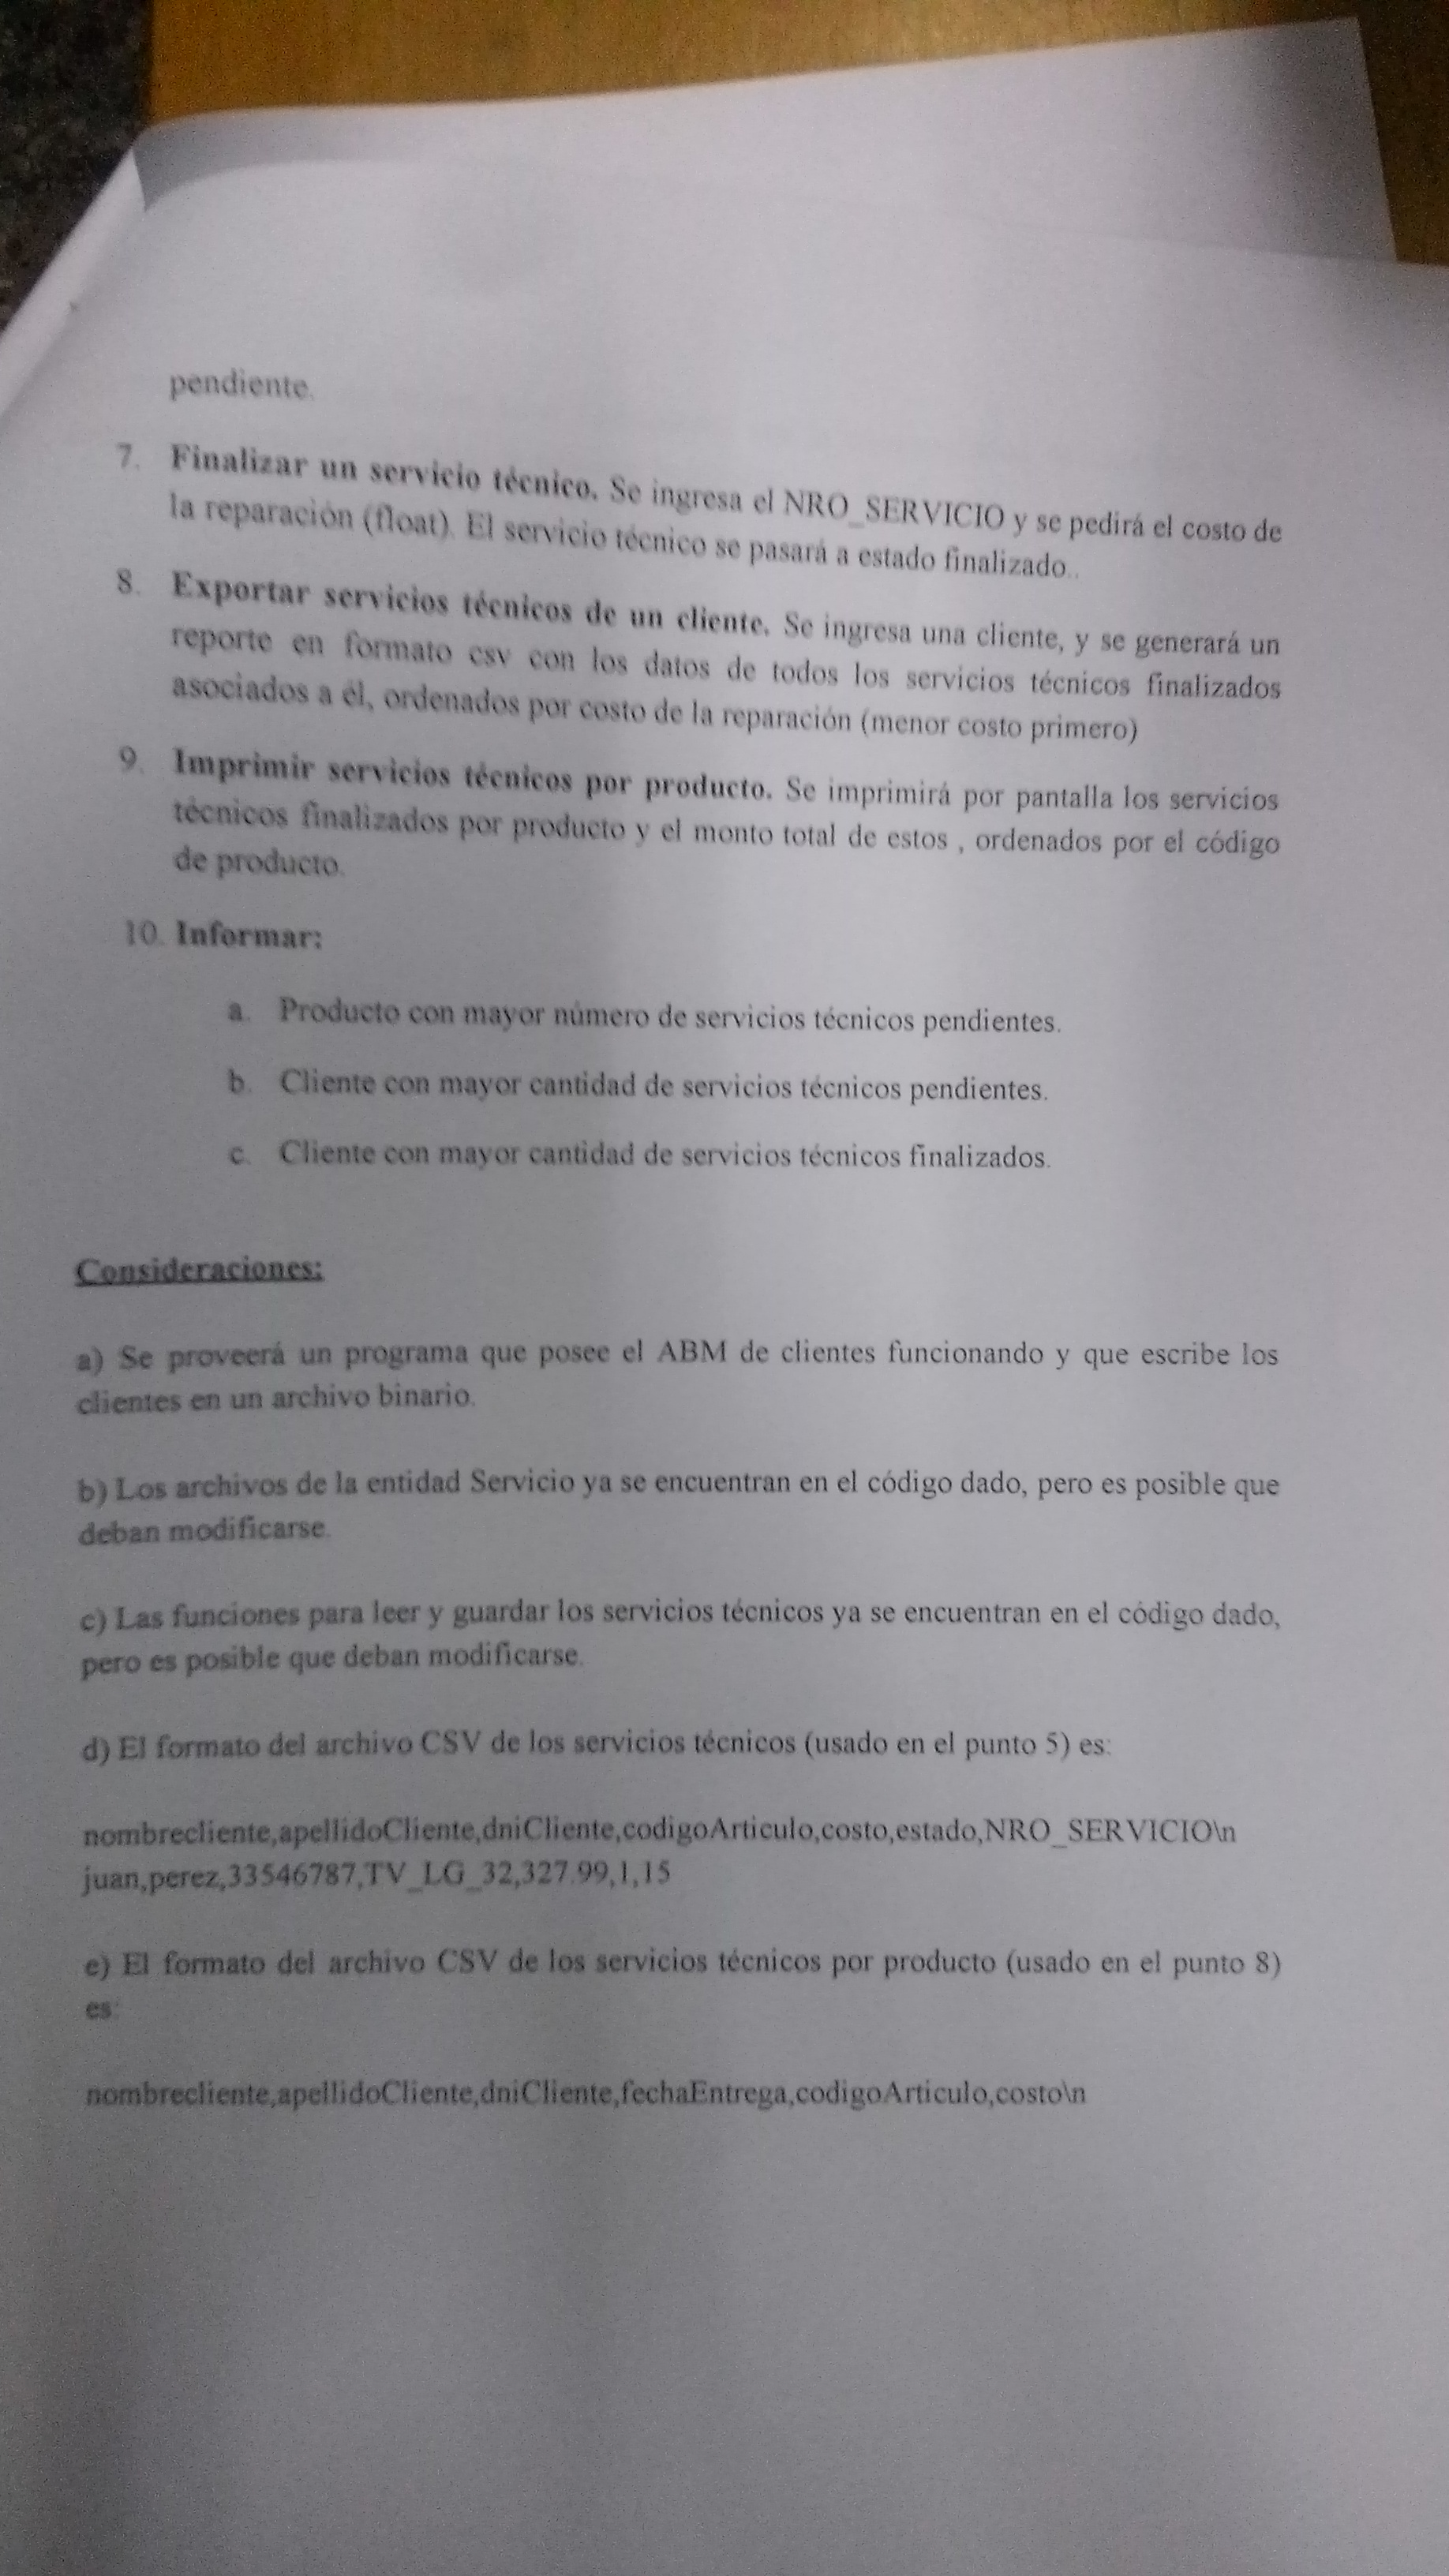 pendiente.
7. Finalizar un servicio técnico. Se ingresa el NRO_SERVICIO y se pedirá el costo de
la reparación (float). El servicio técnico se pasará a estado finalizado..
8. Exportar servicios técnicos de un cliente. Se ingresa una cliente, y se generará un
reporte en formato csv con los datos de todos los servicios técnicos finalizados
asociados a él, ordenados por costo de la reparación (menor costo primero)
9. Imprimir servicios técnicos por producto. Se imprimirá por pantalla los servicios
técnicos finalizados por producto y el monto total de estos , ordenados por el código
de producto.
10. Informar:
a. Producto con mayor número de servicios técnicos pendientes.
b. Cliente con mayor cantidad de servicios técnicos pendientes.
c. Cliente con mayor cantidad de servicios técnicos finalizados.
Consideraciones:
a) Se proveerá un programa que posee el ABM de clientes funcionando y que escribe los
clientes en un archivo binario.
b) Los archivos de la entidad Servicio ya se encuentran en el código dado, pero es posible que
deban modificarse.
c) Las funciones para leer y guardar los servicios técnicos ya se encuentran en el código dado,
pero es posible que deban modificarse.
d) El formato del archivo CSV de los servicios técnicos (usado en el punto 5) es:
nombrecliente,apellidoCliente,dniCliente,codigoArticulo,costo,estado,NRO_SERVICIO\n
juan,perez,33546787,TV_LG_32,327.99,1,15
e) El formato del archivo CSV de los servicios técnicos por producto (usado en el punto 8)
es:
nombrecliente,apellidoCliente,dniCliente,fechaEntrega,codigoArticulo,costo\n